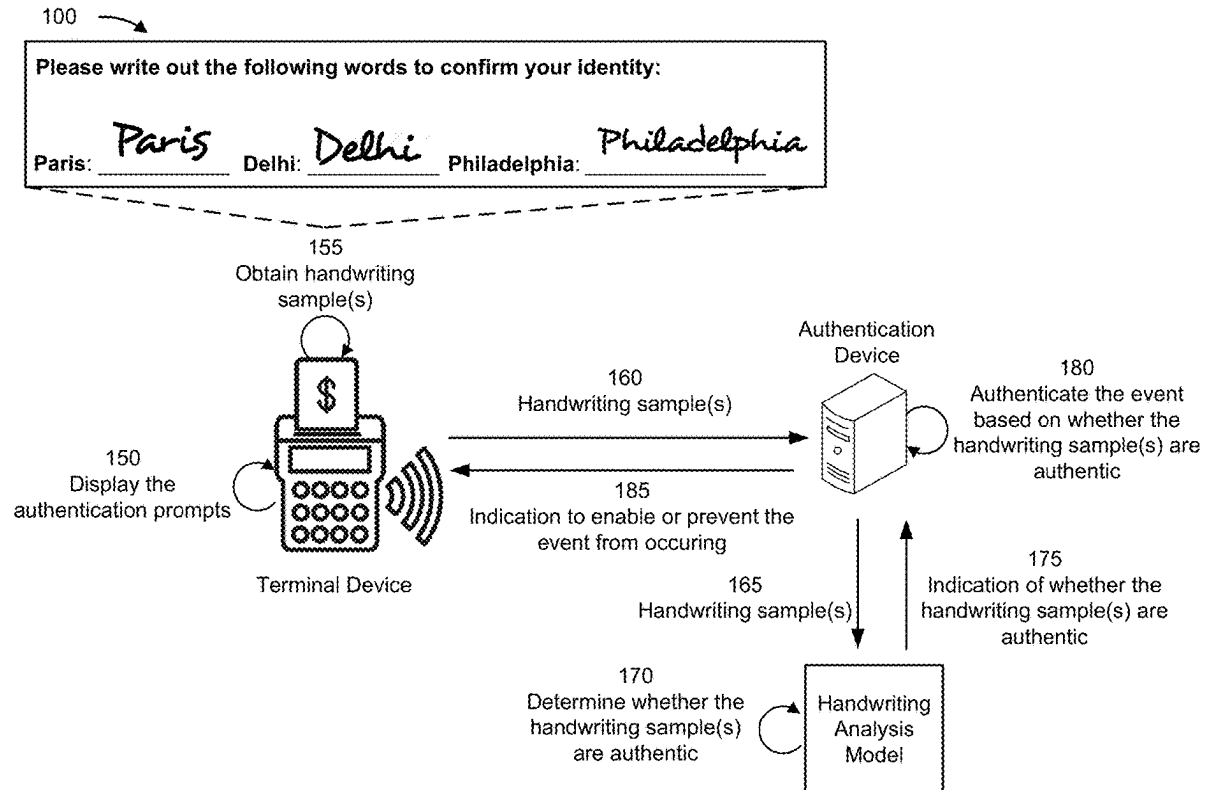 100
Please write out the following words to confirm your identity:
Paris: Paris Delhi: Delhi Philadelphia: Philadelphia
155
Obtain handwriting
sample(s)
$
150
Display the
authentication prompts
Terminal Device
160
Handwriting sample(s)
185
Indication to enable or prevent the
event from occuring
Authentication
Device
180
Authenticate the event
based on whether the
handwriting sample(s) are
authentic
165
Handwriting sample(s)
175
Indication of whether the
handwriting sample(s) are
authentic
170
Determine whether the
handwriting sample(s)
are authentic
Handwriting
Analysis
Model